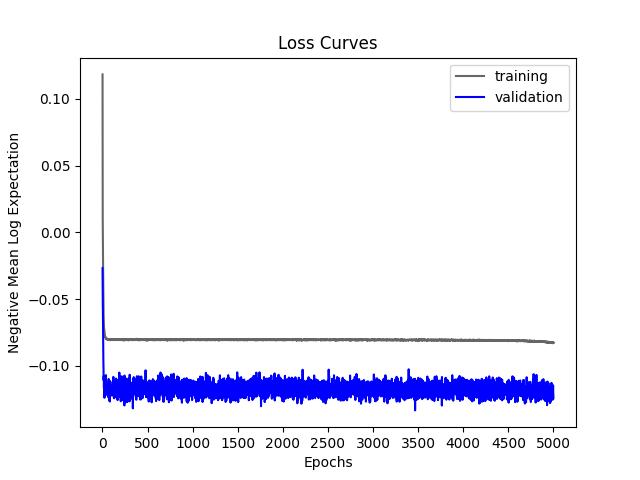 Loss Curves
training
validation
0.10
0.05
0.00
−0.05
−0.10
Negative Mean Log Expectation
0 500 1000 1500 2000 2500 3000 3500 4000 4500 5000
Epochs